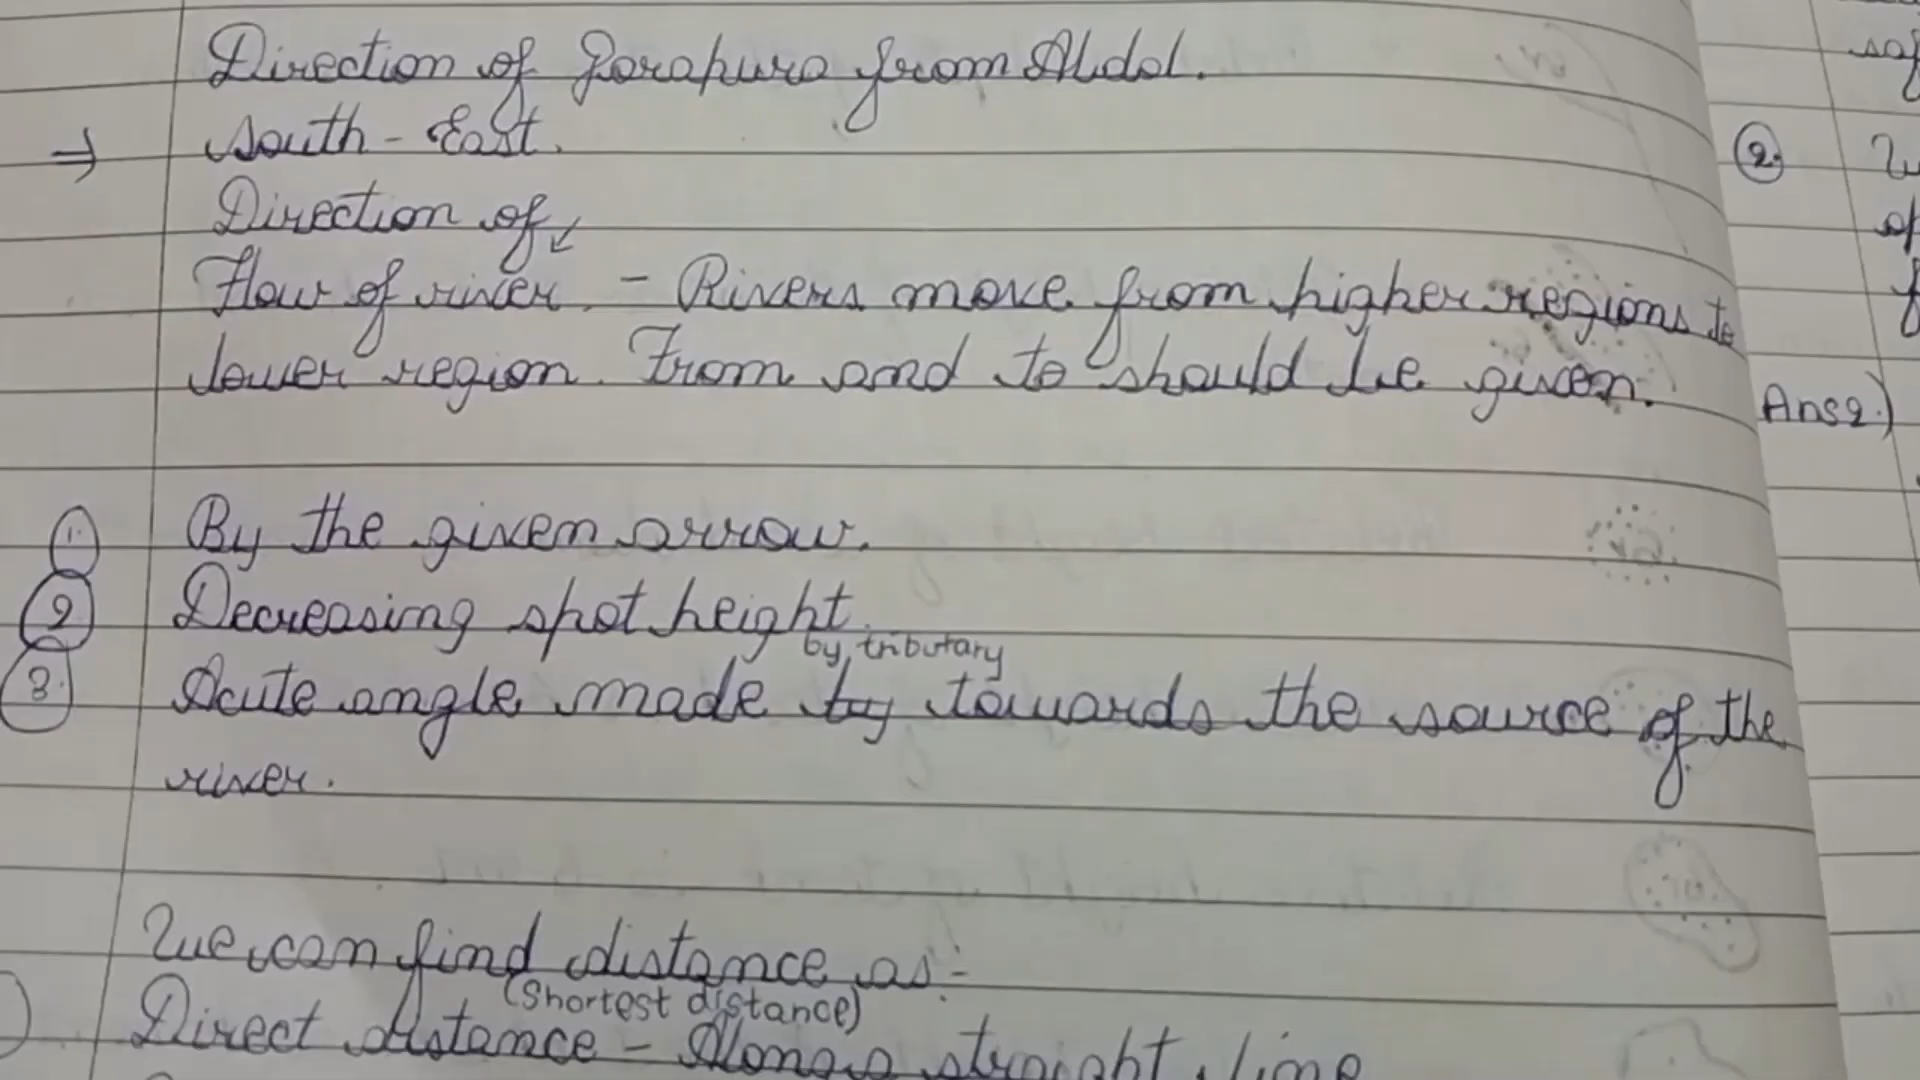 Direction of Jorapura from Aldol.
⇒ South - East.
Direction of ↙
Flow of river. - Rivers move from higher regions to
lower region. From and to should be given.
1. By the given arrow.
2. Decreasing spot height.
by tributary
3. Acute angle made by towards the source of the
river.
We can find distance as:-
(Shortest distance)
Direct distance - Along a straight line
2.
of
Ans2.)